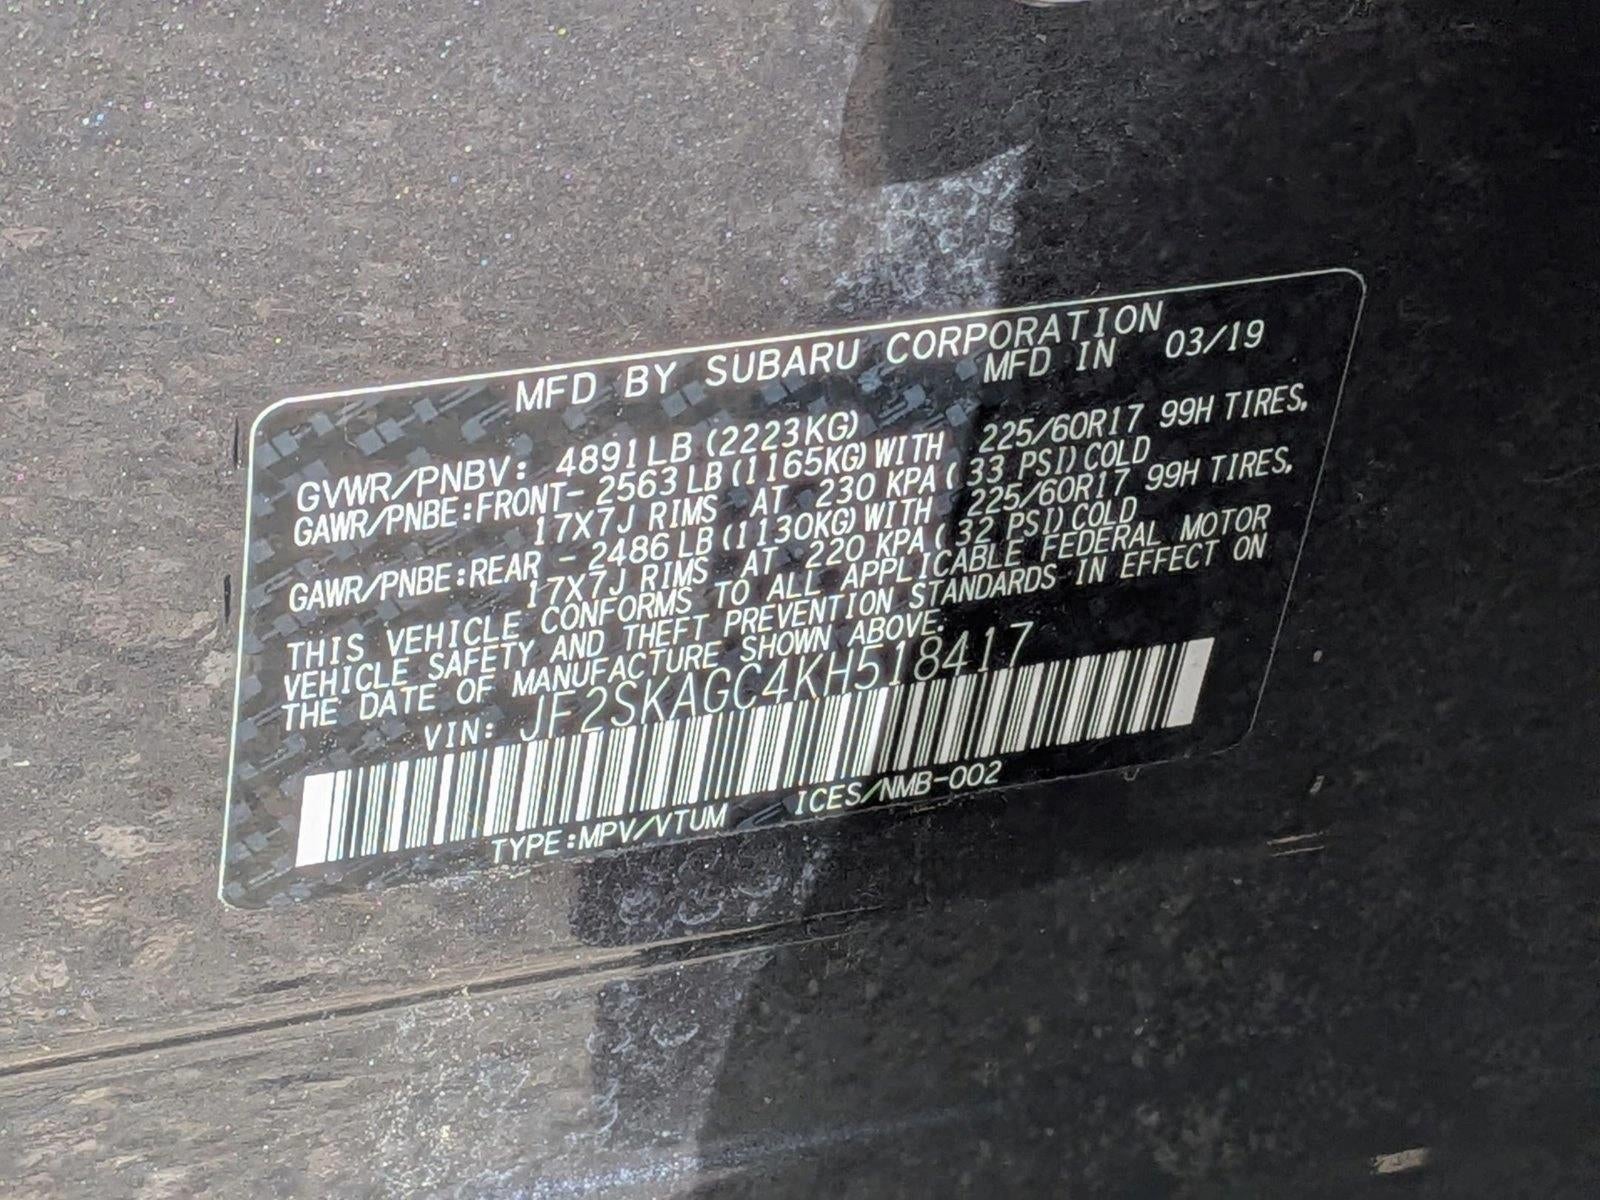 MFD BY SUBARU CORPORATION
MFD IN 03/19
GVWR/PNBV: 4891LB (2223KG)
GAWR/PNBE:FRONT- 2563LB (1165KG) WITH 225/60R17 99H TIRES,
17X7J RIMS AT 230 KPA( 33 PSI) COLD
GAWR/PNBE:REAR - 2486LB (1130KG) WITH 225/60R17 99H TIRES,
17X7J RIMS AT 220 KPA( 32 PSI) COLD
THIS VEHICLE CONFORMS TO ALL APPLICABLE FEDERAL MOTOR
VEHICLE SAFETY AND THEFT PREVENTION STANDARDS IN EFFECT ON
THE DATE OF MANUFACTURE SHOWN ABOVE.
VIN: JF2SKAGC4KH518417
TYPE:MPV/VTUM ICES/NMB-002